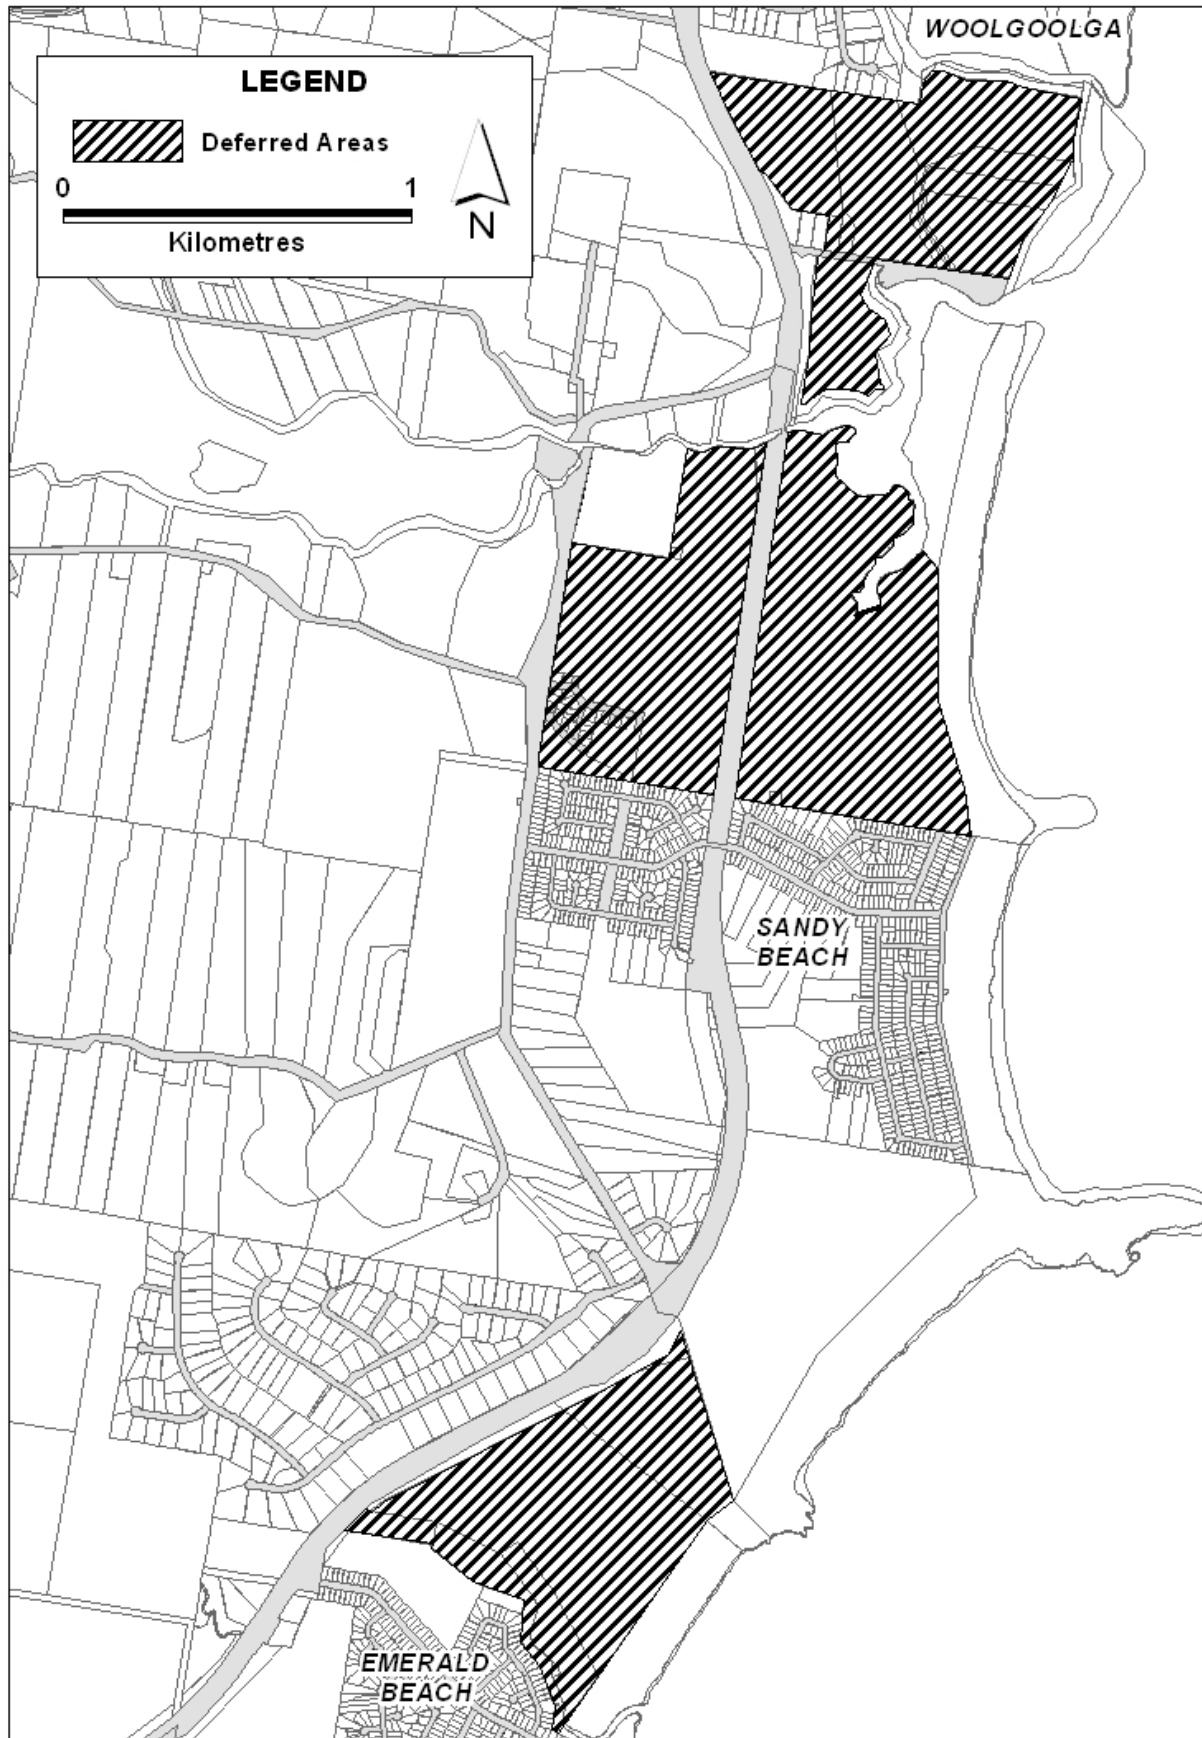 WOOLGOOLGA
LEGEND
Deferred Areas
0 1
Kilometres
N
SANDY
BEACH
EMERALD
BEACH